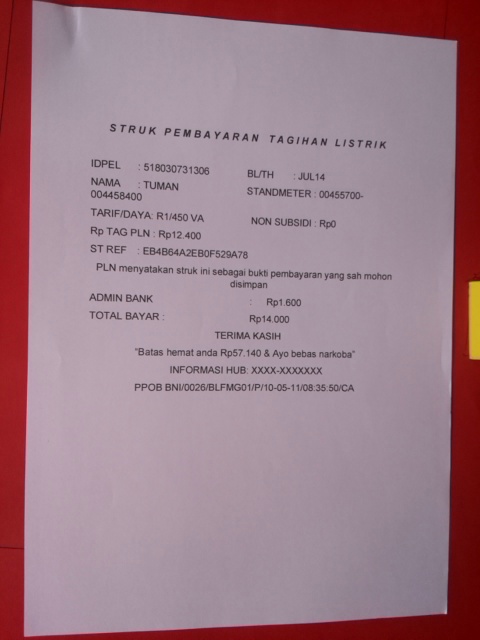 STRUK PEMBAYARAN TAGIHAN LISTRIK
IDPEL : 518030731306 BL/TH : JUL14
NAMA : TUMAN STANDMETER : 00455700-
004458400
TARIF/DAYA: R1/450 VA NON SUBSIDI : Rp0
Rp TAG PLN : Rp12.400
ST REF : EB4B64A2EB0F529A78
PLN menyatakan struk ini sebagai bukti pembayaran yang sah mohon
disimpan
ADMIN BANK : Rp1.600
TOTAL BAYAR : Rp14.000
TERIMA KASIH
"Batas hemat anda Rp57.140 & Ayo bebas narkoba"
INFORMASI HUB: XXXX-XXXXXXX
PPOB BNI/0026/BLFMG01/P/10-05-11/08:35:50/CA